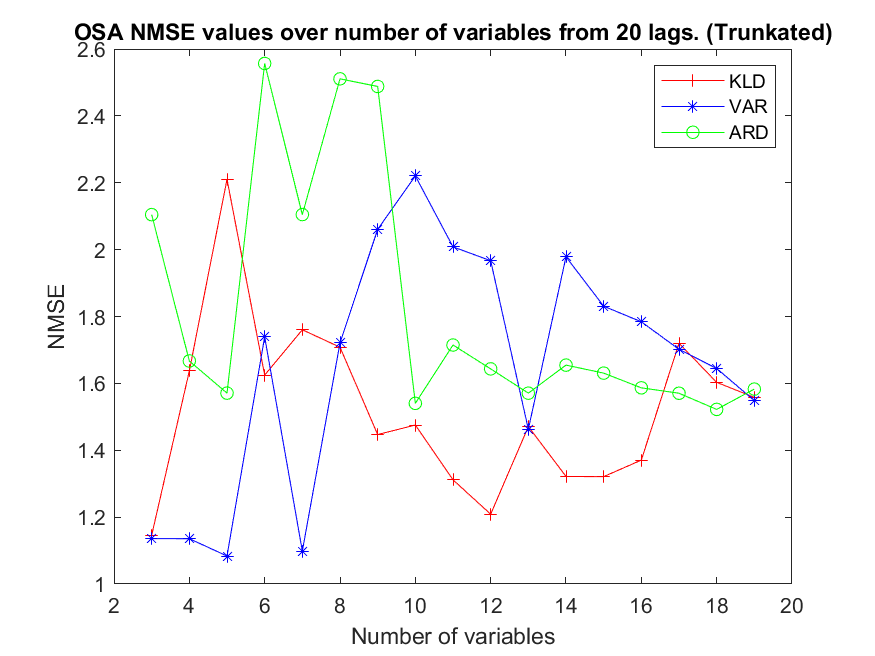 OSA NMSE values over number of variables from 20 lags. (Trunkated)
2.6
2.4
2.2
2
1.8
1.6
1.4
1.2
1
NMSE
KLD
VAR
ARD
2 4 6 8 10 12 14 16 18 20
Number of variables